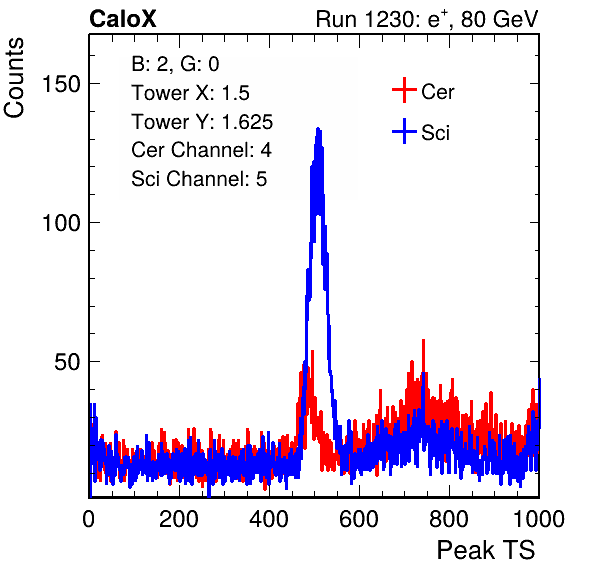 CaloX
Run 1230: e+, 80 GeV
Counts
B: 2, G: 0
Tower X: 1.5
Tower Y: 1.625
Cer Channel: 4
Sci Channel: 5
Cer
Sci
150
100
50
0 200 400 600 800 1000
Peak TS